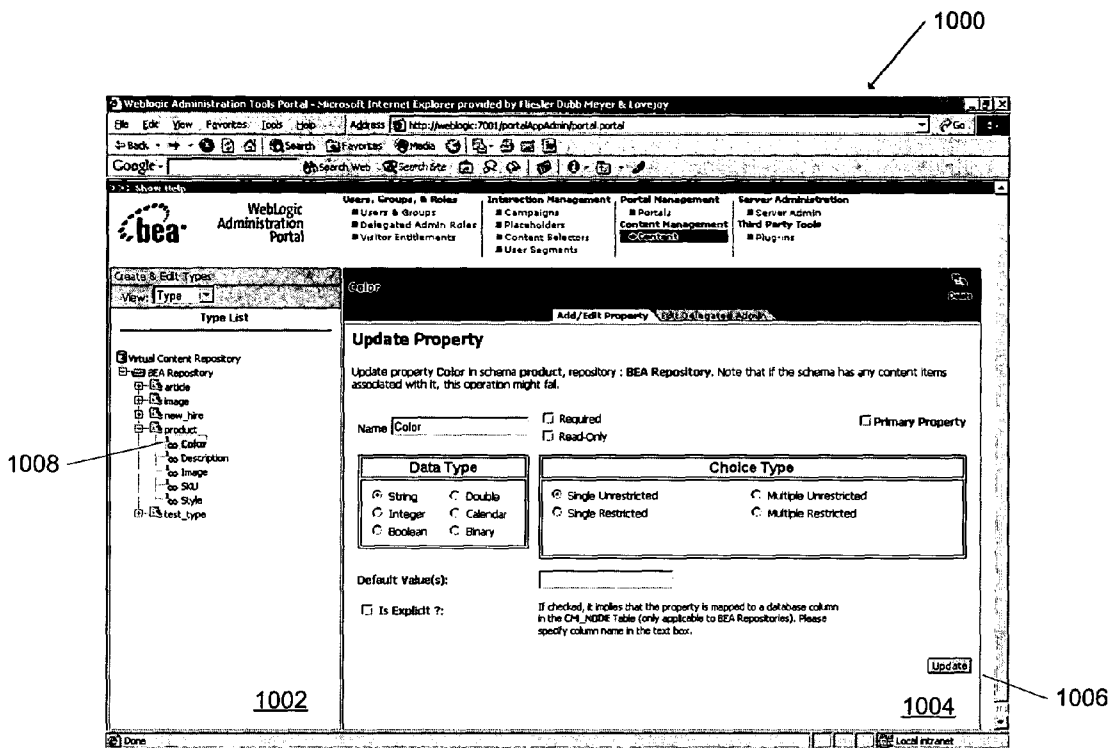 1000
Weblogic Administration Tools Portal - Microsoft Internet Explorer provided by Fliesler Dubb Meyer & Lovejoy
File Edit View Favorites Tools Help Address http://weblogic:7001/portalAppAdmin/portal.portal Go
Back Search Favorites Media
Google Search Web Search Site
>>> Show Help
bea WebLogic Administration Portal
Users, Groups, & Roles
Users & Groups
Delegated Admin Roles
Visitor Entitlements
Interaction Management
Campaigns
Placeholders
Content Selectors
User Segments
Portal Management
Portals
Content Management
Content
Server Administration
Server Admin
Third Party Tools
Plug-ins
Create & Edit Types
View: Type
Type List
Virtual Content Repository
BEA Repository
article
image
new_hire
product
Color
Description
Image
SKU
Style
test_type
1008
1002
Color
Delete
Add/Edit Property Edit Delegated Admin
Update Property
Update property Color in schema product, repository : BEA Repository. Note that if the schema has any content items
associated with it, this operation might fail.
Name Color Required Primary Property
Read-Only
Data Type
String Double
Integer Calendar
Boolean Binary
Choice Type
Single Unrestricted Multiple Unrestricted
Single Restricted Multiple Restricted
Default Value(s):
Is Explicit ?:
If checked, it implies that the property is mapped to a database column
in the CM_NODE Table (only applicable to BEA Repositories). Please
specify column name in the text box.
Update
1004
1006
Done Local intranet